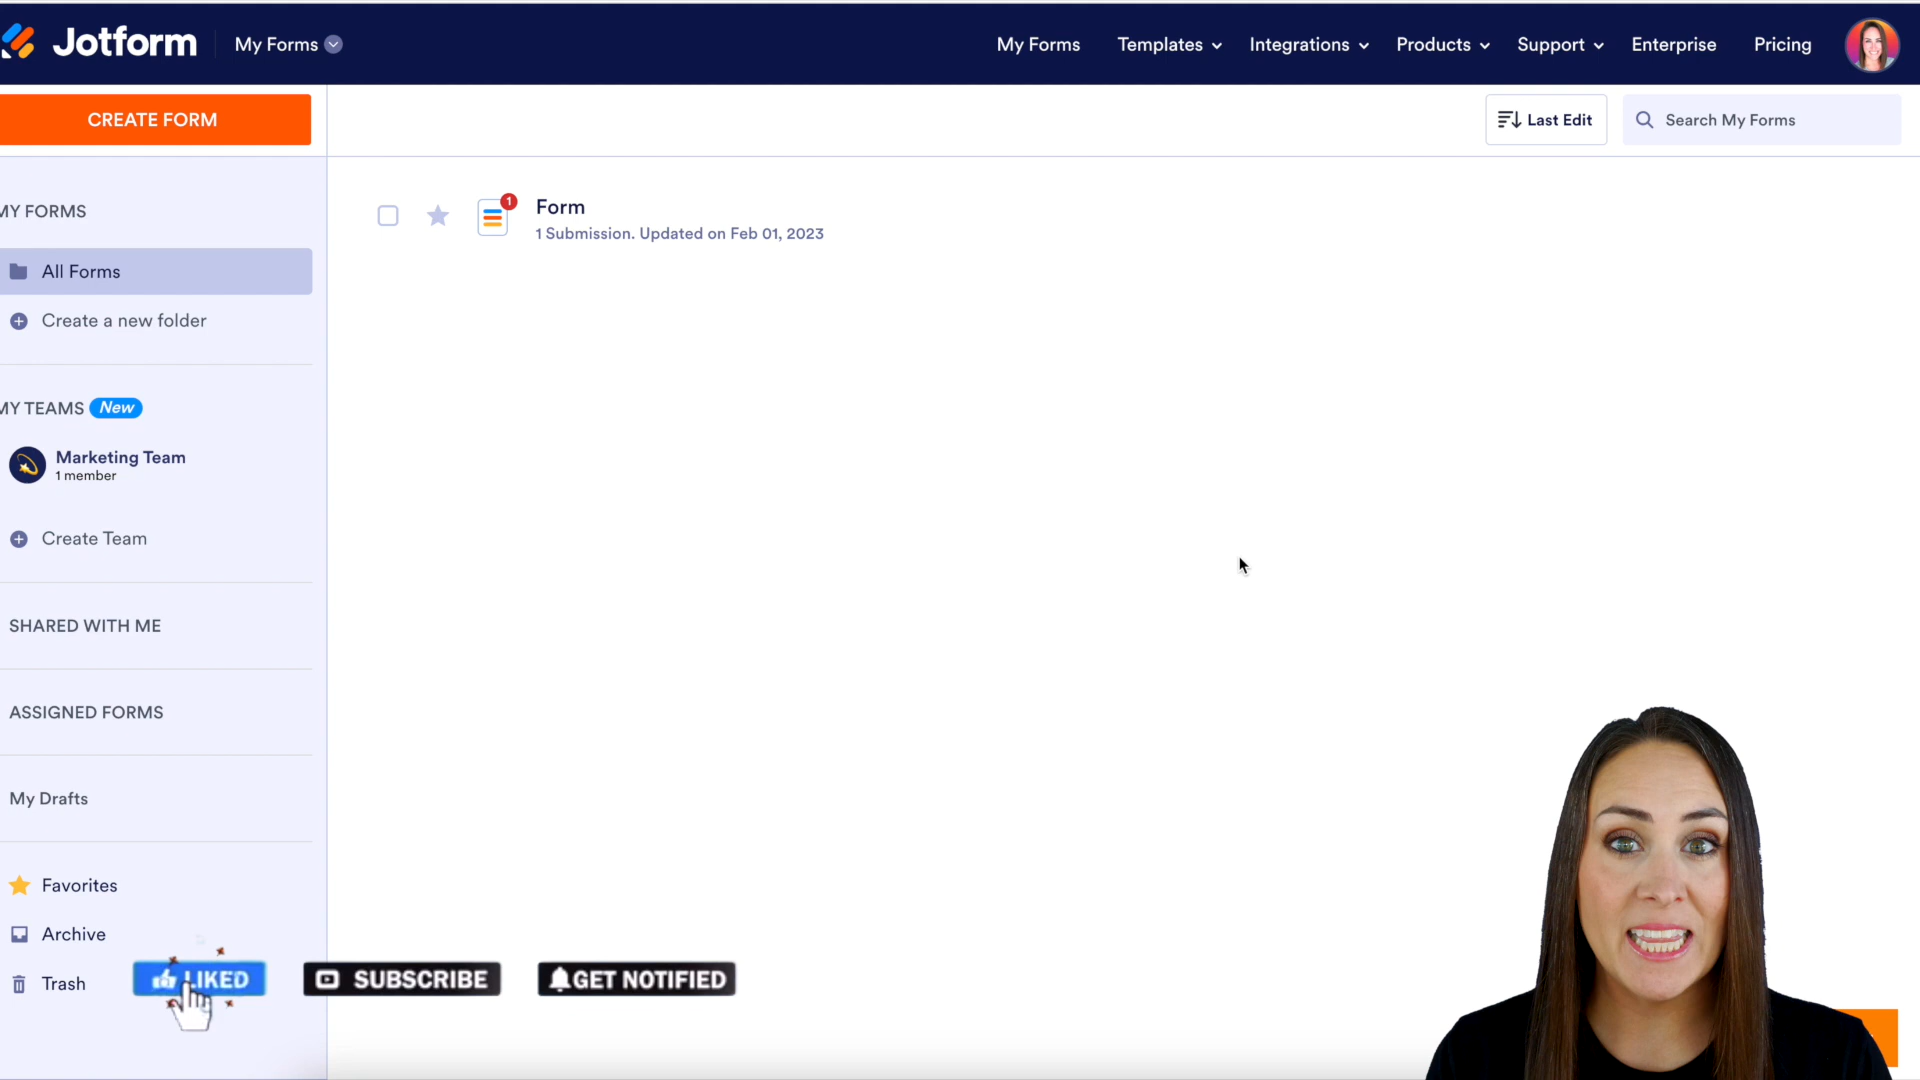 Jotform
My Forms
My Forms
Templates
Integrations
Products
Support
Enterprise
Pricing
CREATE FORM
Last Edit
Search My Forms
MY FORMS
All Forms
Create a new folder
MY TEAMS New
Marketing Team
1 member
Create Team
SHARED WITH ME
ASSIGNED FORMS
My Drafts
Favorites
Archive
Trash
1
Form
1 Submission. Updated on Feb 01, 2023
LIKED
SUBSCRIBE
GET NOTIFIED